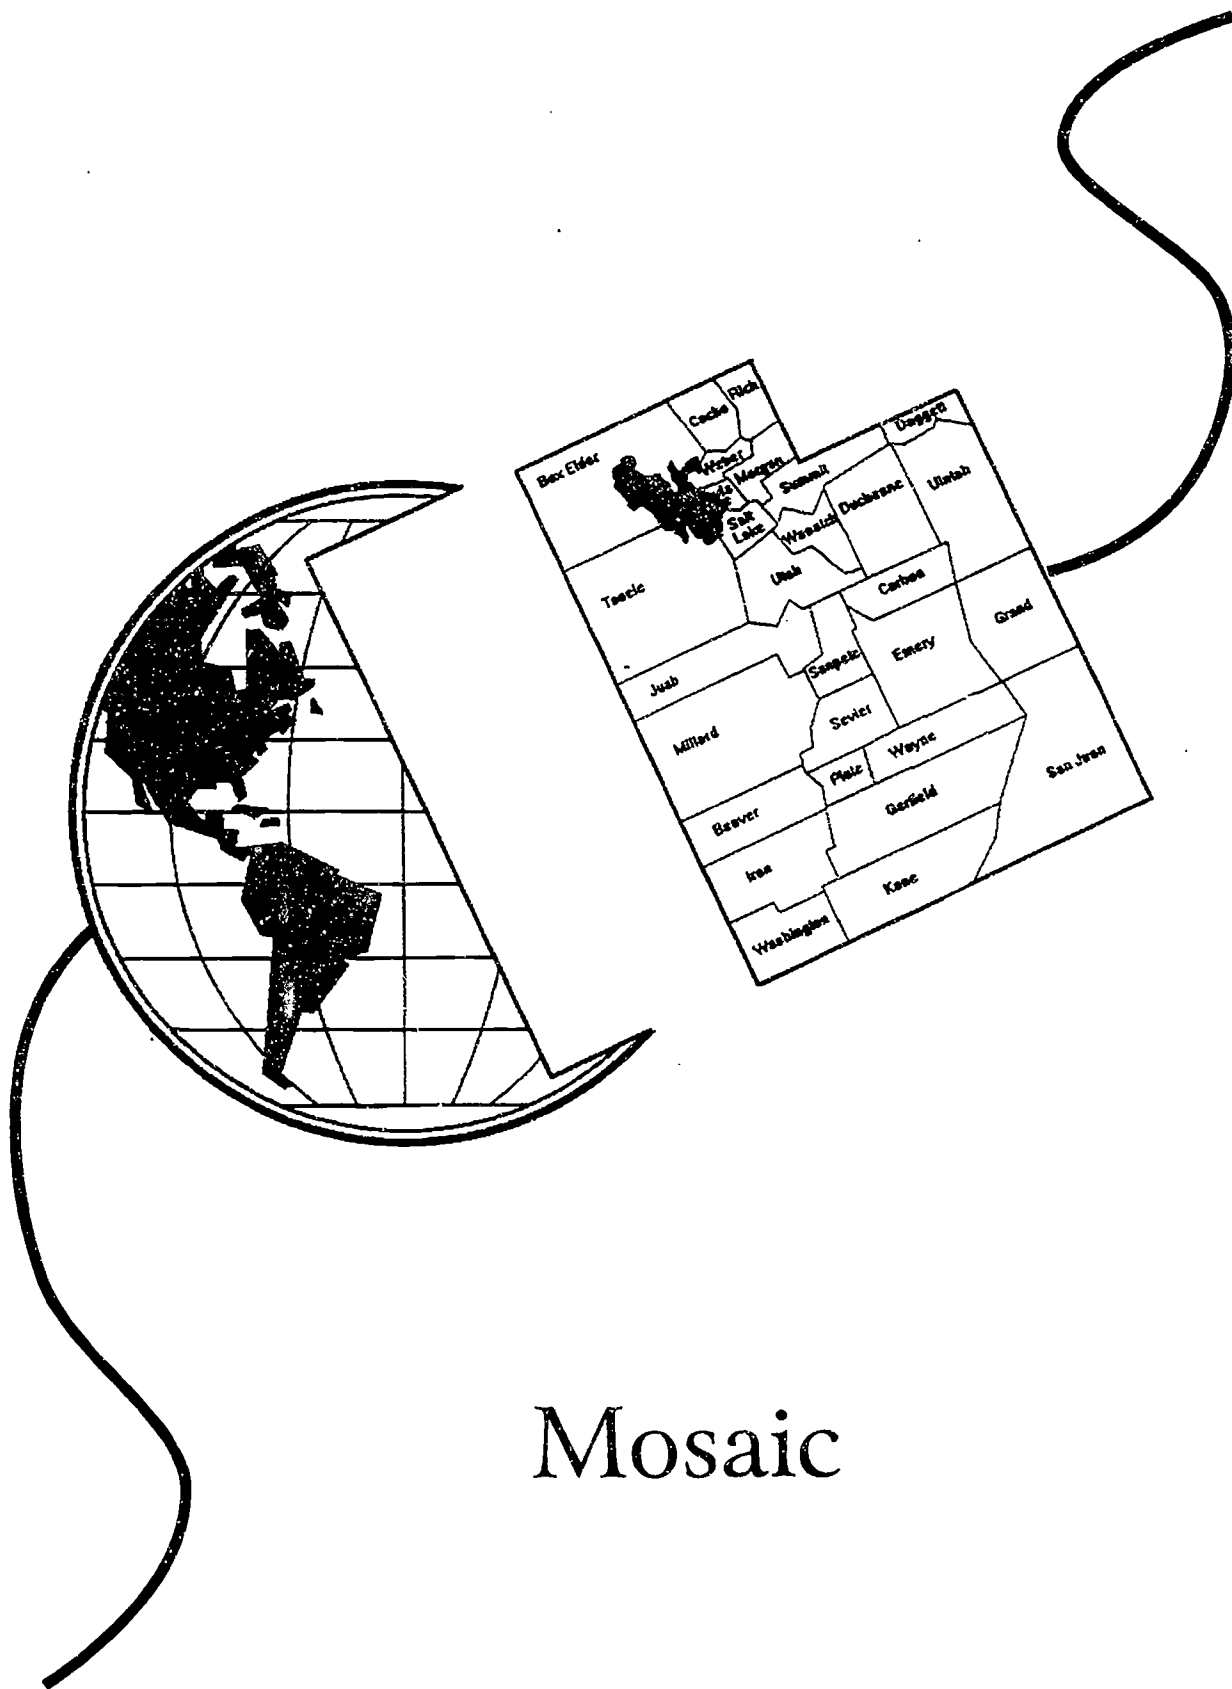 Rich
Cache
Box Elder
Daggett
Weber
Morgan
Summit
Uintah
Duchesne
Salt
Lake
Wasatch
Tooele
Utah
Carbon
Grand
Emery
Sanpete
Juab
Sevier
Millard
Wayne
San Juan
Piute
Garfield
Beaver
Iron
Kane
Washington
Mosaic